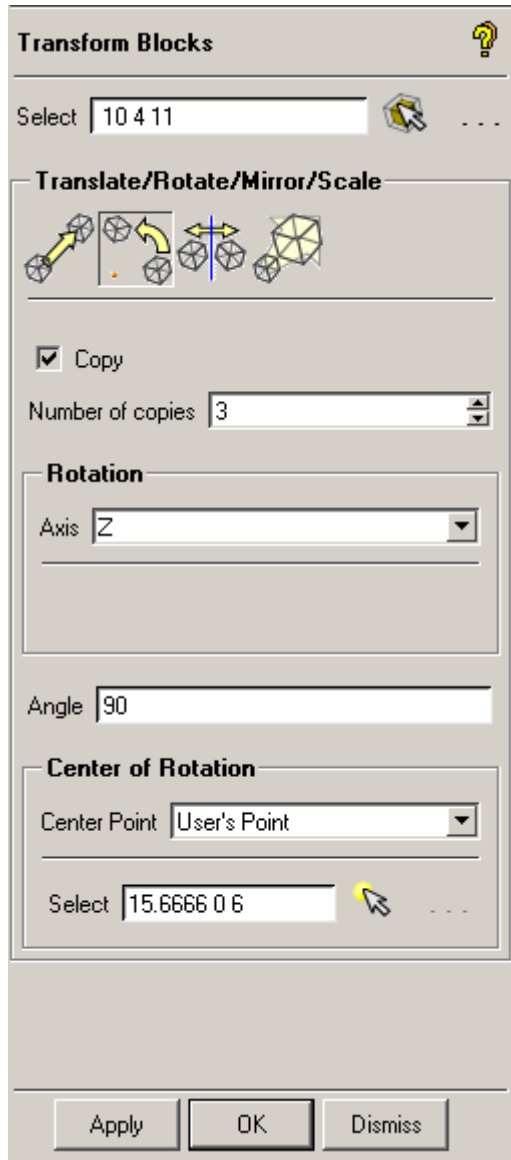 Transform Blocks
Select 10 4 11 ...
Translate/Rotate/Mirror/Scale
Copy
Number of copies 3
Rotation
Axis Z
Angle 90
Center of Rotation
Center Point User's Point
Select 15.6666 0 6 ...
Apply OK Dismiss